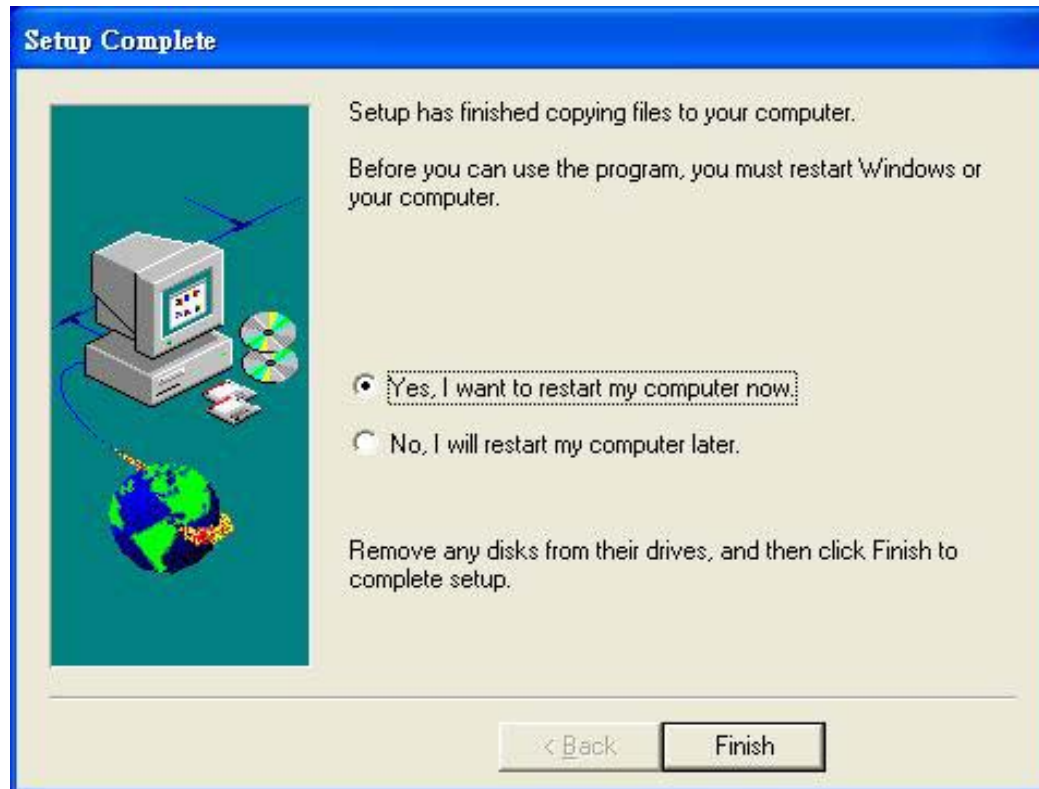 Setup Complete
Setup has finished copying files to your computer.
Before you can use the program, you must restart Windows or
your computer.
Yes, I want to restart my computer now.
No, I will restart my computer later.
Remove any disks from their drives, and then click Finish to
complete setup.
< Back
Finish